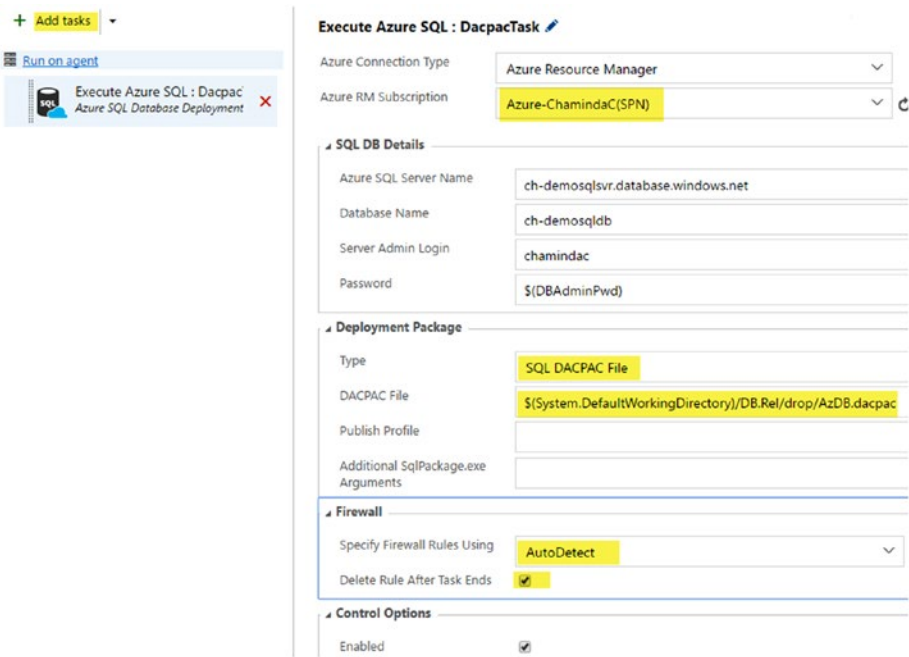 + Add tasks
Run on agent
Execute Azure SQL : Dacpac
Azure SQL Database Deployment
SQL
Execute Azure SQL : DacpacTask
Azure Connection Type
Azure Resource Manager
Azure RM Subscription
Azure-ChamindaC(SPN)
SQL DB Details
Azure SQL Server Name
ch-demosqlsvr.database.windows.net
Database Name
ch-demosqldb
Server Admin Login
chamindac
Password
$(DBAdminPwd)
Deployment Package
Type
SQL DACPAC File
DACPAC File
$(System.DefaultWorkingDirectory)/DB.Rel/drop/AzDB.dacpac
Publish Profile
Additional SqlPackage.exe
Arguments
Firewall
Specify Firewall Rules Using
AutoDetect
Delete Rule After Task Ends
Control Options
Enabled